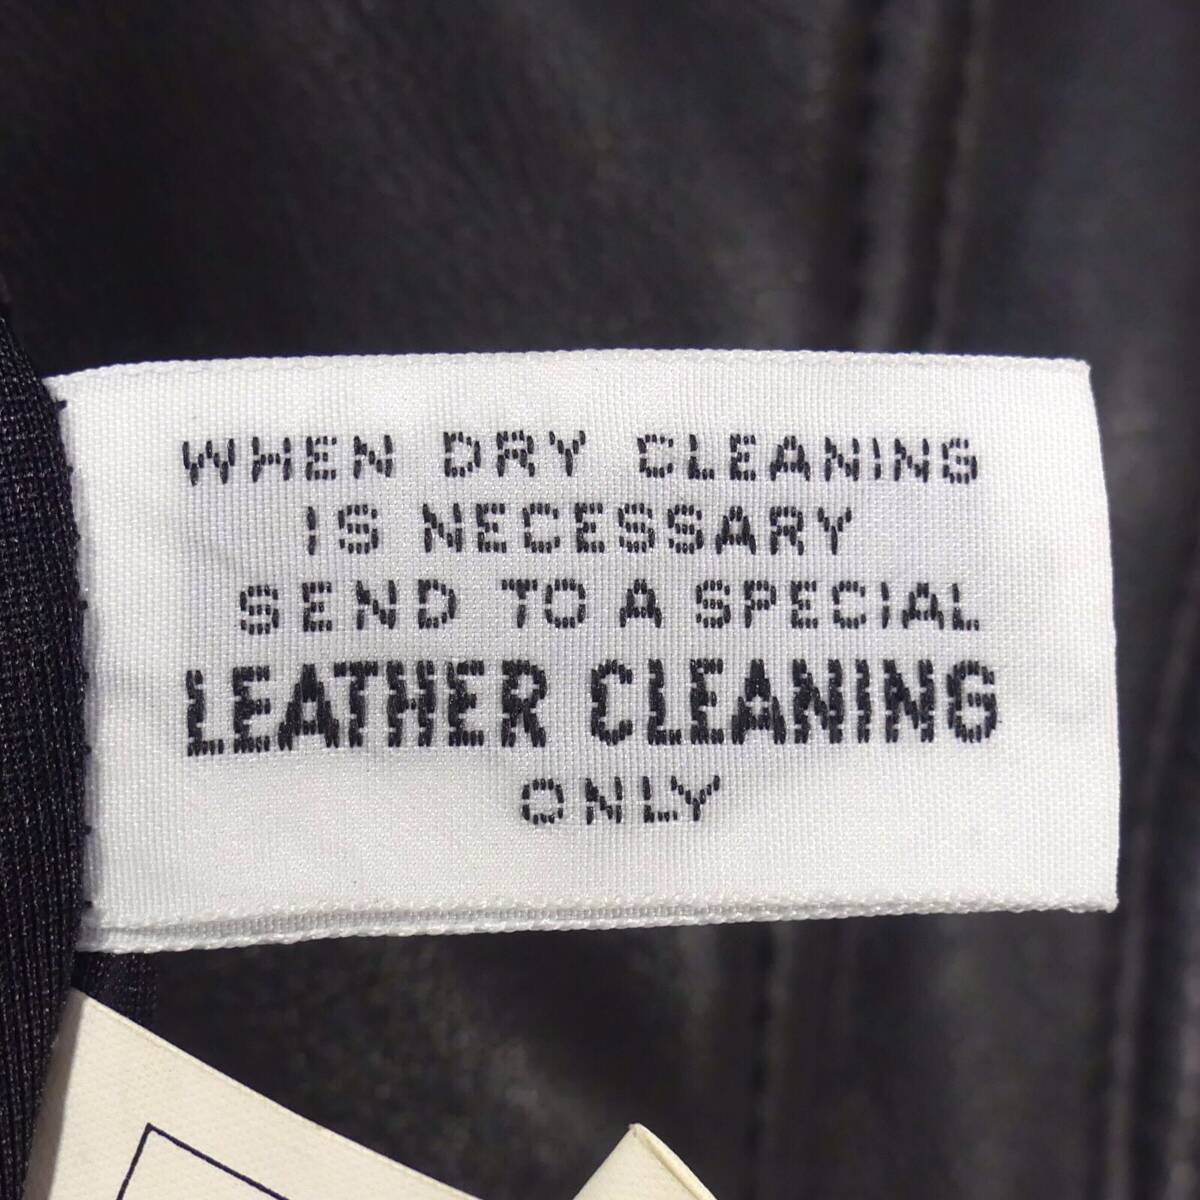 WHEN DRY CLEANING
IS NECESSARY
SEND TO A SPECIAL
LEATHER CLEANING
ONLY